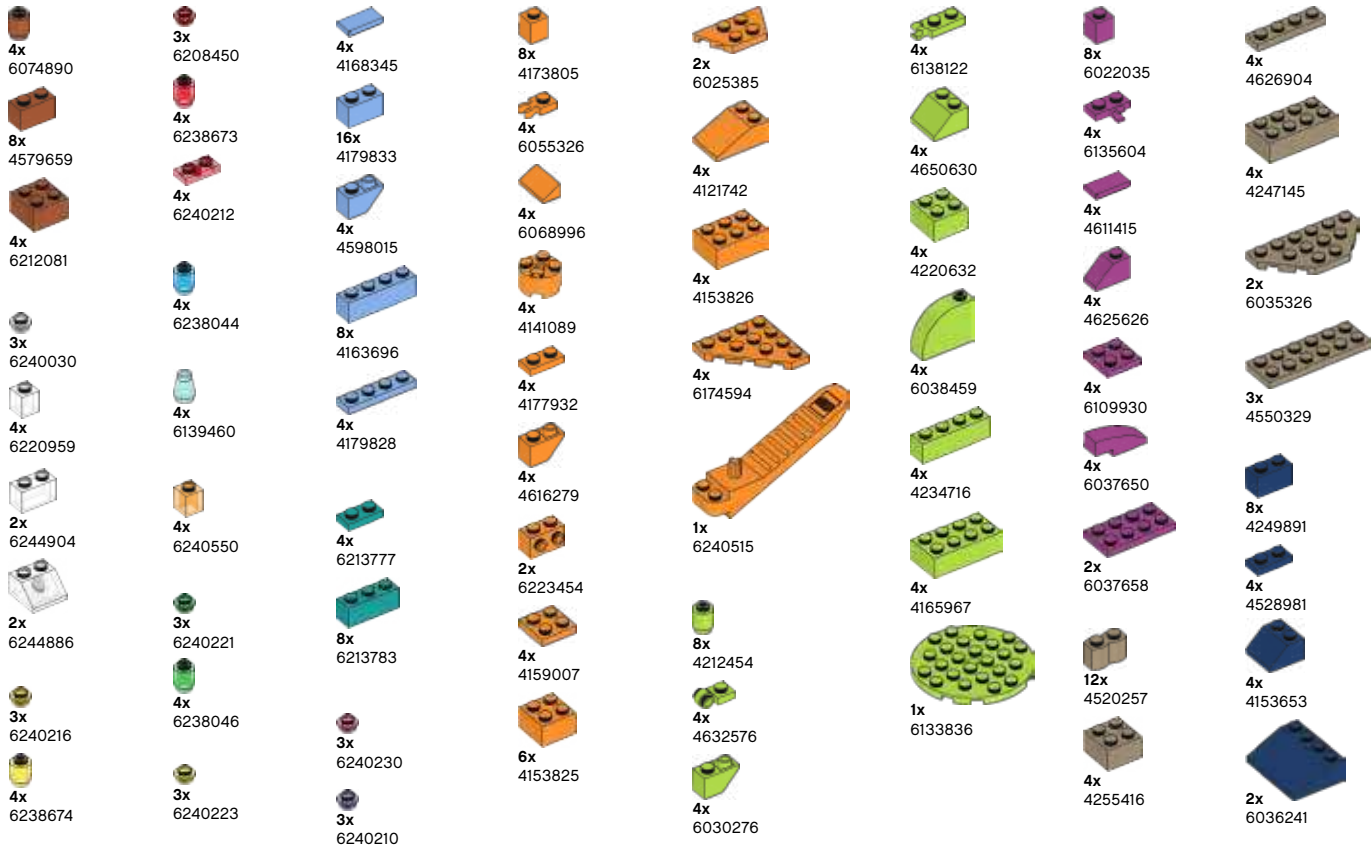 4x
6074890
8x
4579659
4x
6212081
3x
6240030
4x
6220959
2x
6244904
2x
6244886
3x
6240216
4x
6238674
3x
6208450
4x
6238673
4x
6240212
4x
6238044
4x
6139460
4x
6240550
3x
6240221
4x
6238046
3x
6240223
4x
4168345
16x
4179833
4x
4598015
8x
4163696
4x
4179828
4x
6213777
8x
6213783
3x
6240230
3x
6240210
8x
4173805
4x
6055326
4x
6068996
4x
4141089
4x
4177932
4x
4616279
2x
6223454
4x
4159007
6x
4153825
2x
6025385
4x
4121742
4x
4153826
4x
6174594
1x
6240515
8x
4212454
4x
4632576
4x
6030276
4x
6138122
4x
4650630
4x
4220632
4x
6038459
4x
4234716
4x
4165967
1x
6133836
8x
6022035
4x
6135604
4x
4611415
4x
4625626
4x
6109930
4x
6037650
2x
6037658
12x
4520257
4x
4255416
4x
4626904
4x
4247145
2x
6035326
3x
4550329
8x
4249891
4x
4528981
4x
4153653
2x
6036241